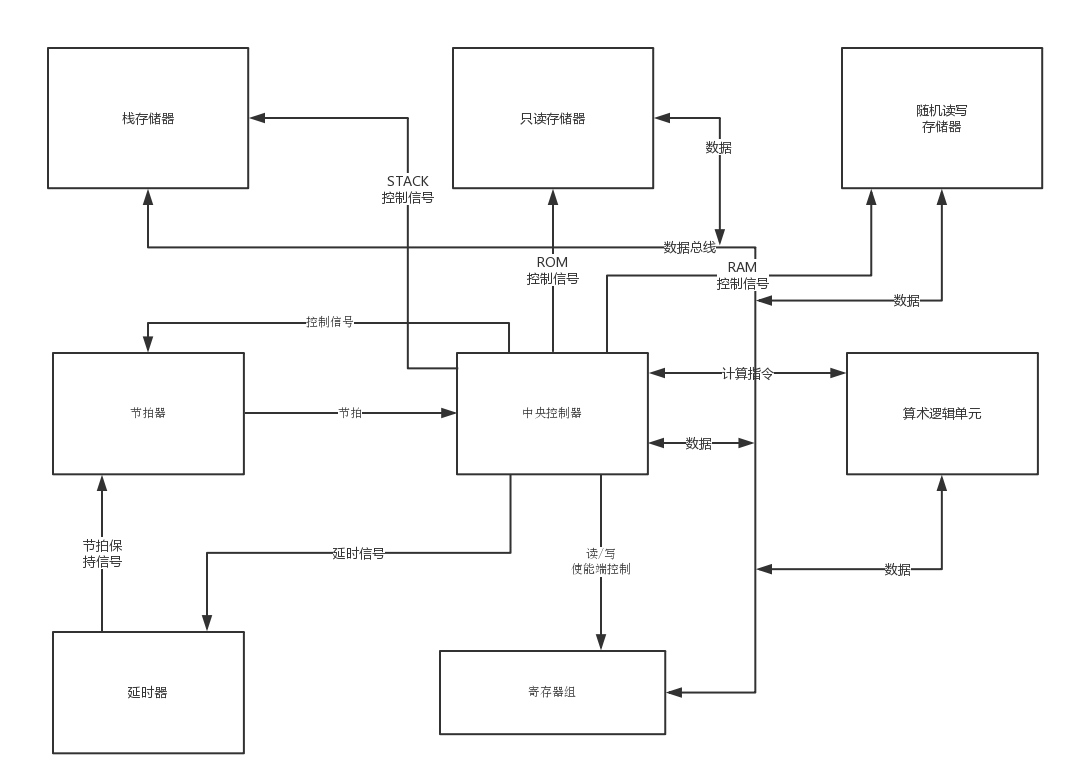 栈存储器
只读存储器
随机读写
存储器
数据
STACK
控制信号
数据总线
ROM
控制信号
RAM
控制信号
数据
控制信号
计算指令
节拍器
节拍
中央控制器
算术逻辑单元
数据
节拍保
持信号
延时信号
读/写
使能端控制
数据
延时器
寄存器组